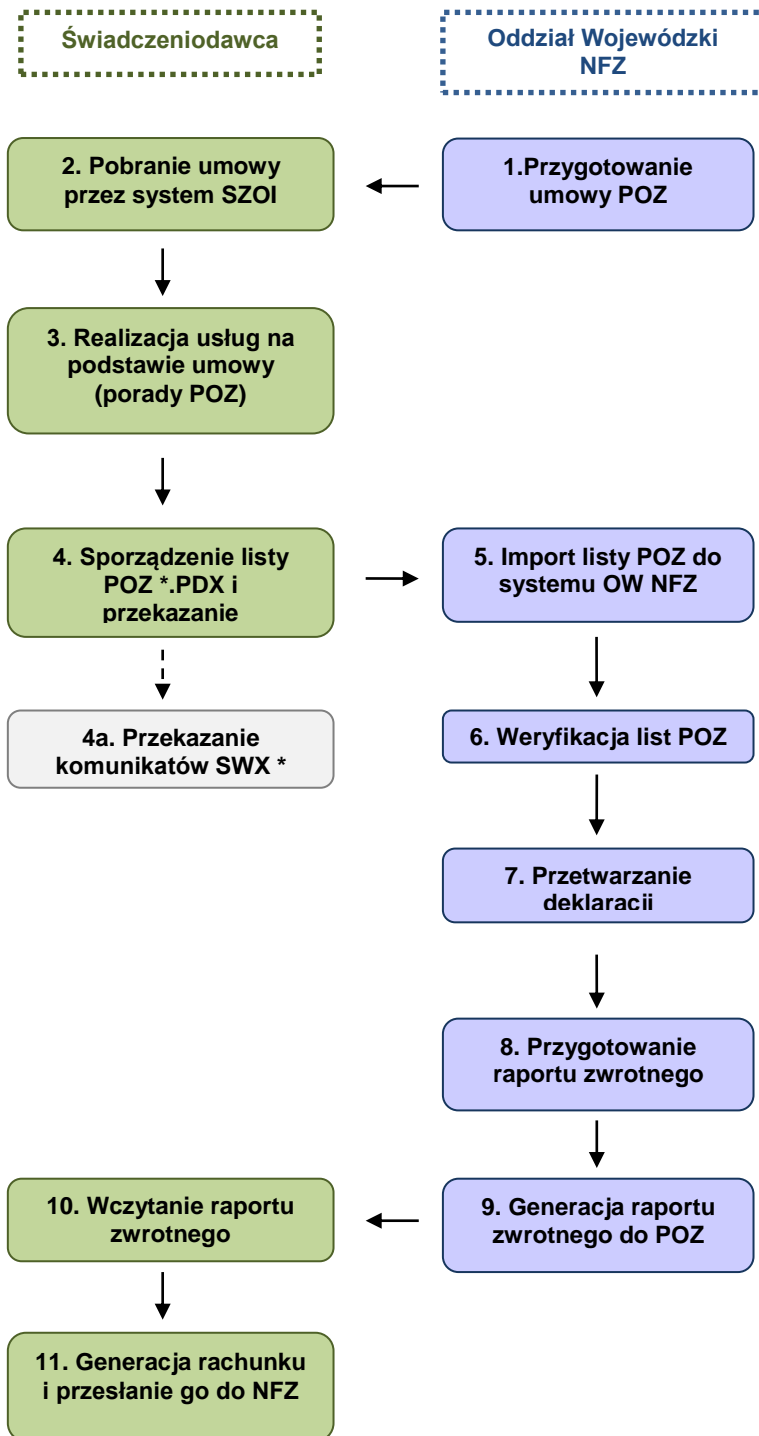 Świadczeniodawca
Oddział Wojewódzki
NFZ
2. Pobranie umowy
przez system SZOI
1.Przygotowanie
umowy POZ
3. Realizacja usług na
podstawie umowy
(porady POZ)
4. Sporządzenie listy
POZ *.PDX i
przekazanie
5. Import listy POZ do
systemu OW NFZ
4a. Przekazanie
komunikatów SWX *
6. Weryfikacja list POZ
7. Przetwarzanie
deklaracji
8. Przygotowanie
raportu zwrotnego
10. Wczytanie raportu
zwrotnego
9. Generacja raportu
zwrotnego do POZ
11. Generacja rachunku
i przesłanie go do NFZ